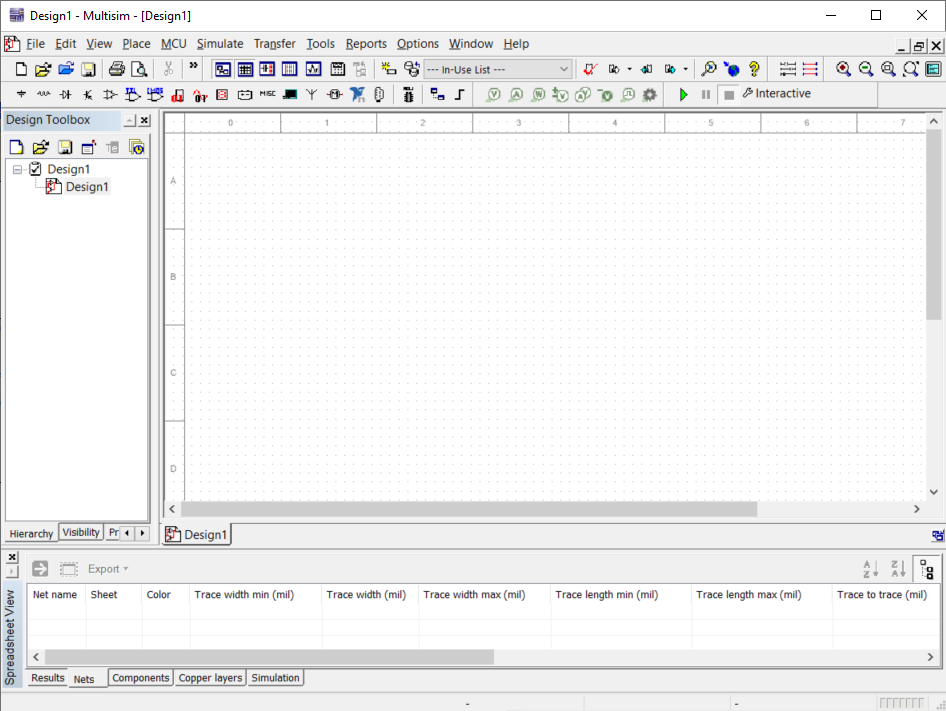 Design1 - Multisim - [Design1]
File Edit View Place MCU Simulate Transfer Tools Reports Options Window Help
--- In-Use List ---
MISC Interactive
Design Toolbox
0 1 2 3 4 5 6 7
Design1
Design1
A
B
C
D
Hierarchy Visibility Pr
Design1
Export
Net name Sheet Color Trace width min (mil) Trace width (mil) Trace width max (mil) Trace length min (mil) Trace length max (mil) Trace to trace (mil)
Spreadsheet View
Results Nets Components Copper layers Simulation
- -